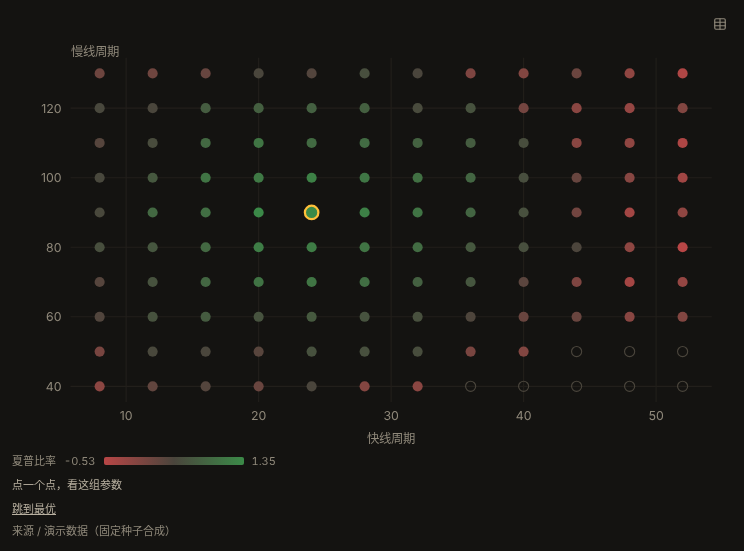 慢线周期
120
100
80
60
40
10 20 30 40 50
快线周期
夏普比率 -0.53 1.35
点一个点，看这组参数
跳到最优
来源 / 演示数据（固定种子合成）